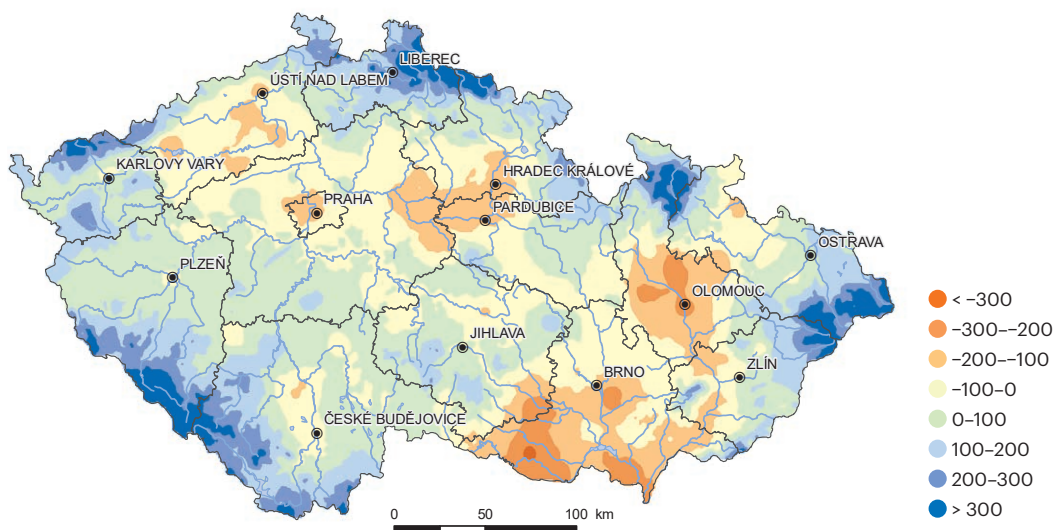 LIBEREC
ÚSTÍ NAD LABEM
KARLOVY VARY
HRADEC KRÁLOVÉ
PRAHA
PARDUBICE
OSTRAVA
PLZEŇ
OLOMOUC
JIHLAVA
ZLÍN
BRNO
ČESKÉ BUDĚJOVICE
< –300
–300-–200
–200-–100
–100–0
0–100
100–200
200–300
> 300
0 50 100 km